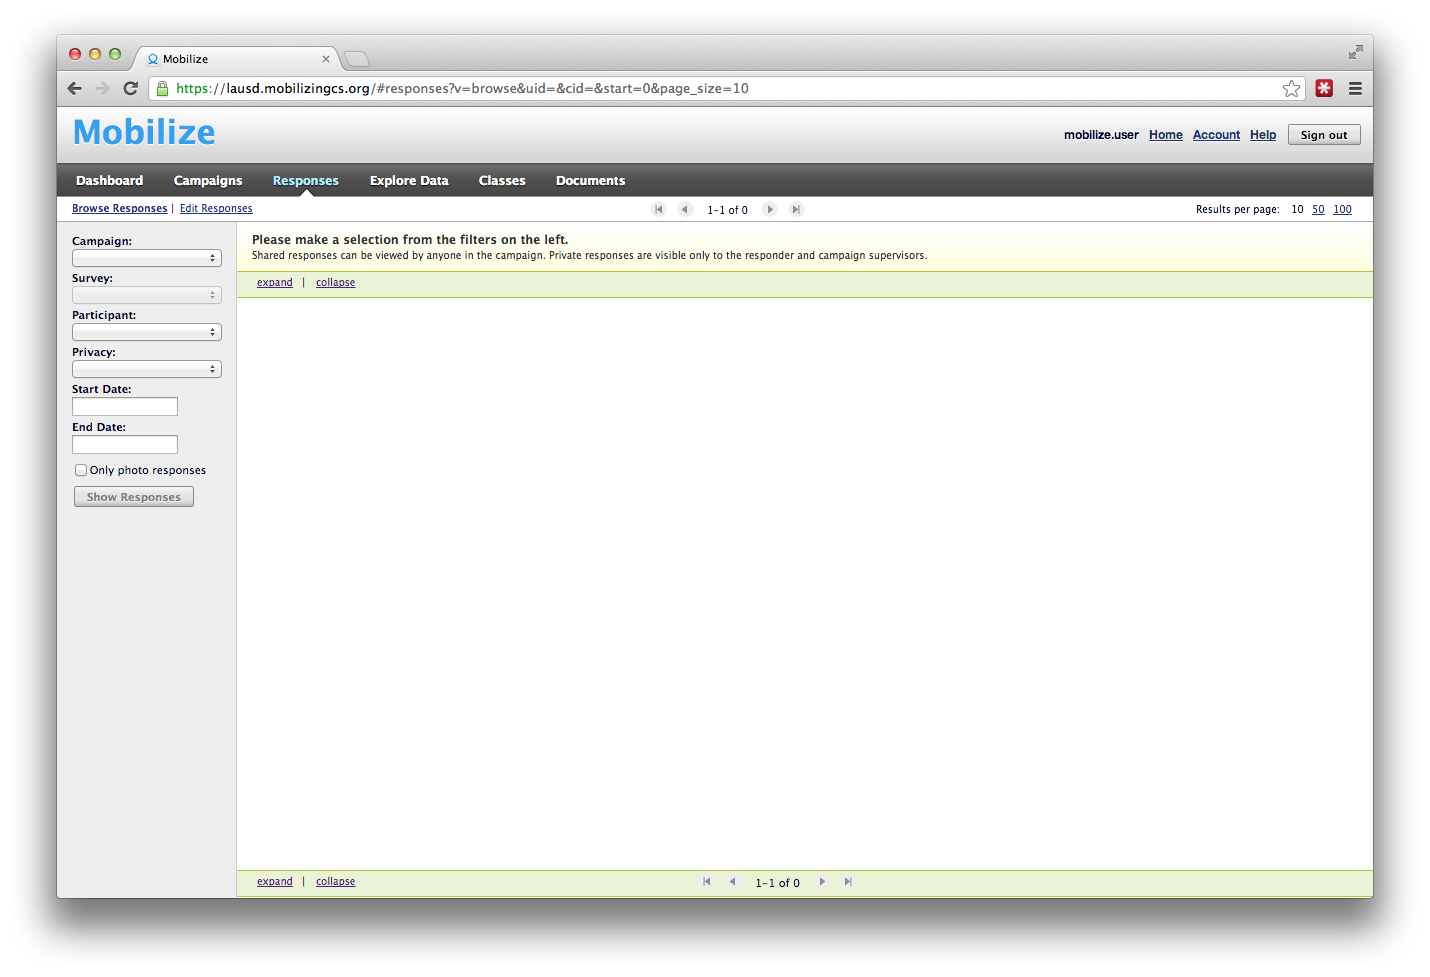 Mobilize
https://lausd.mobilizingcs.org/#responses?v=browse&uid=&cid=&start=0&page_size=10
Mobilize
mobilize.user Home Account Help Sign out
Dashboard Campaigns Responses Explore Data Classes Documents
Browse Responses | Edit Responses 1-1 of 0 Results per page: 10 50 100
Campaign:
Survey:
Participant:
Privacy:
Start Date:
End Date:
Only photo responses
Show Responses
Please make a selection from the filters on the left.
Shared responses can be viewed by anyone in the campaign. Private responses are visible only to the responder and campaign supervisors.
expand | collapse
expand | collapse 1-1 of 0